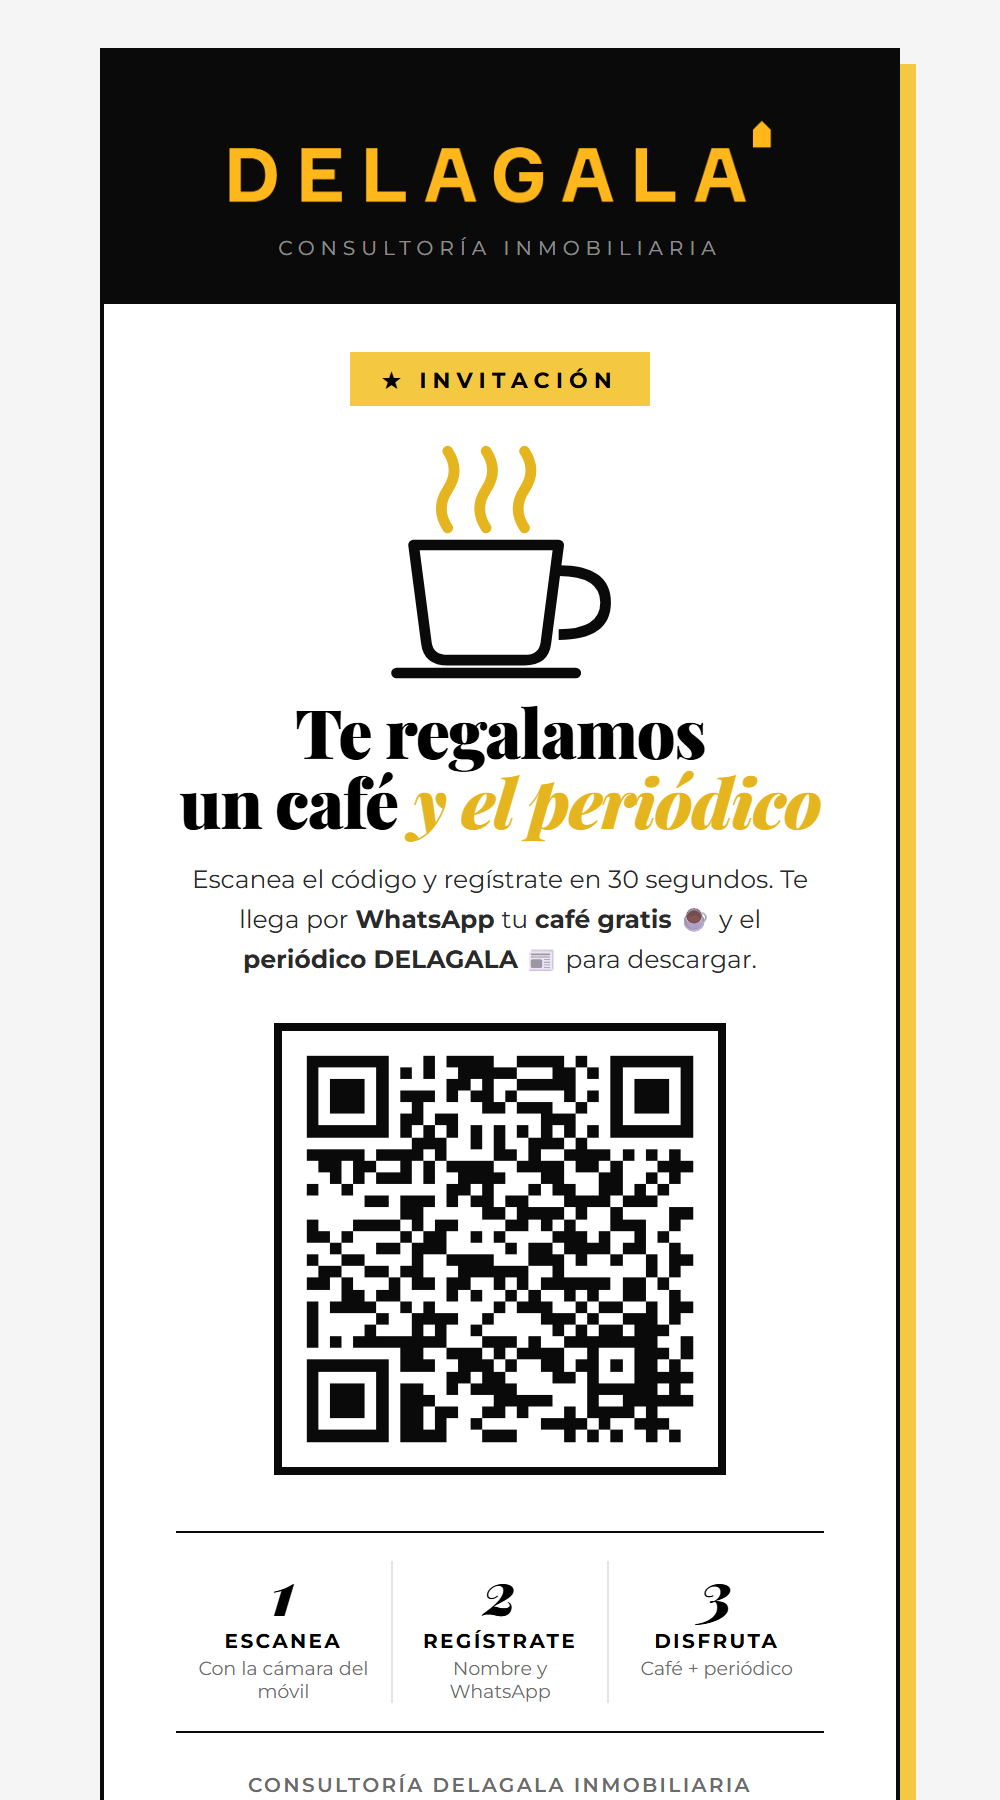 DELAGALA
CONSULTORÍA INMOBILIARIA
★ INVITACIÓN
Te regalamos
un café y el periódico
Escanea el código y regístrate en 30 segundos. Te
llega por WhatsApp tu café gratis ☕ y el
periódico DELAGALA 📰 para descargar.
1
ESCANEA
Con la cámara del
móvil
2
REGÍSTRATE
Nombre y
WhatsApp
3
DISFRUTA
Café + periódico
CONSULTORÍA DELAGALA INMOBILIARIA